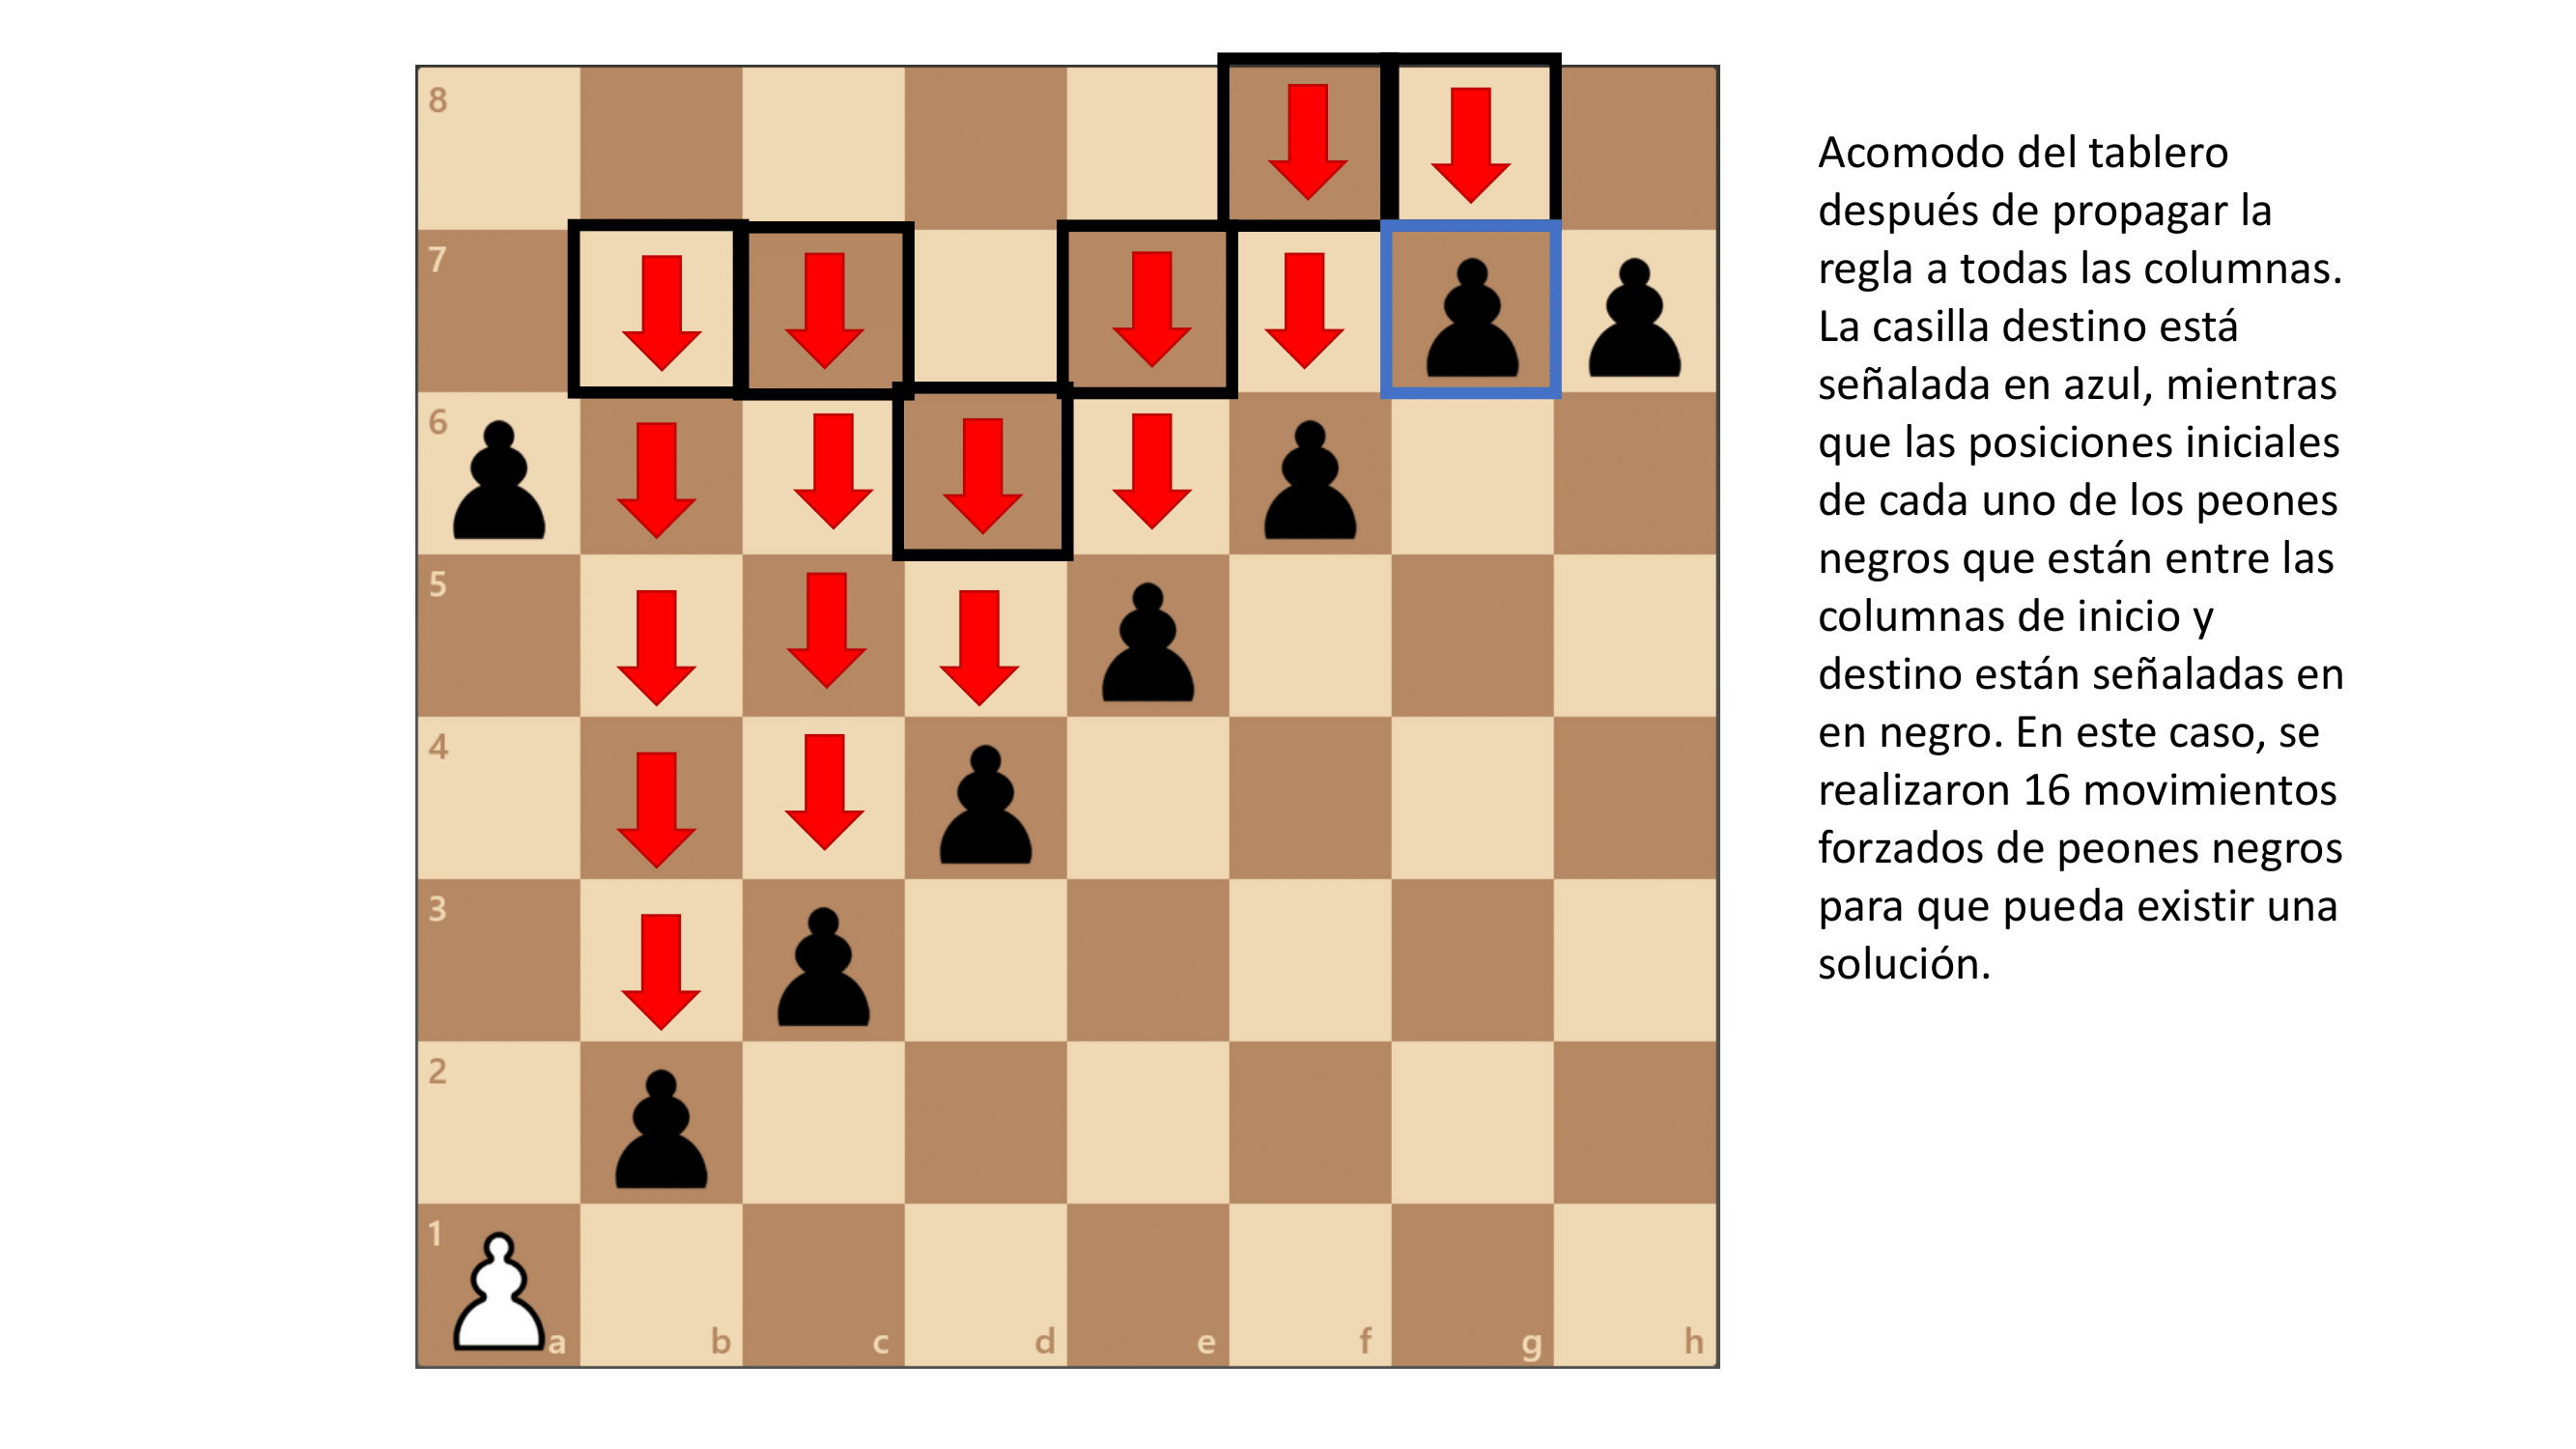 8
7
6
5
4
3
2
1
a b c d e f g h
Acomodo del tablero
después de propagar la
regla a todas las columnas.
La casilla destino está
señalada en azul, mientras
que las posiciones iniciales
de cada uno de los peones
negros que están entre las
columnas de inicio y
destino están señaladas en
en negro. En este caso, se
realizaron 16 movimientos
forzados de peones negros
para que pueda existir una
solución.